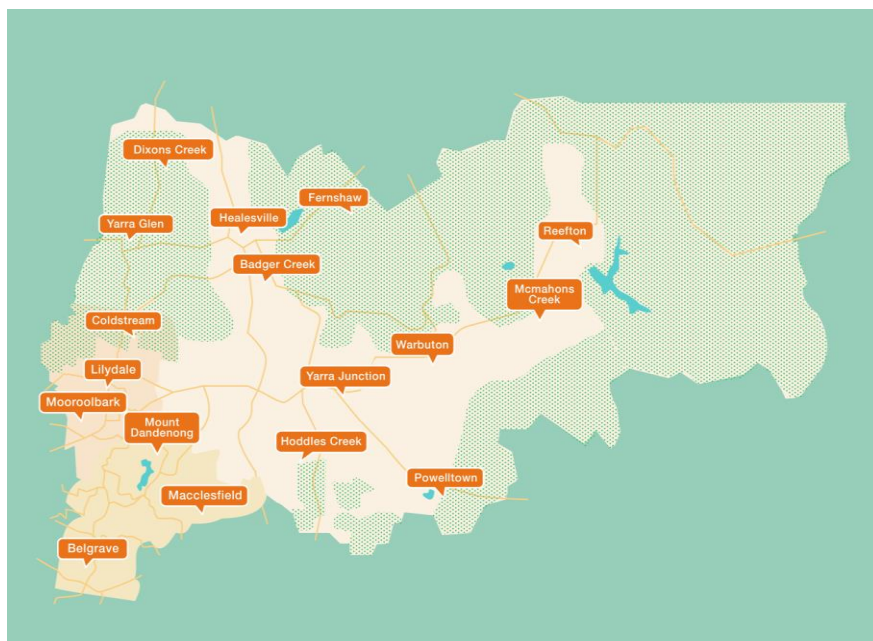 Dixons Creek
Fernshaw
Yarra Glen
Healesville
Reefton
Badger Creek
Mcmahons
Creek
Coldstream
Warbuton
Lilydale
Yarra Junction
Mooroolbark
Mount
Dandenong
Hoddles Creek
Powelltown
Macclesfield
Belgrave